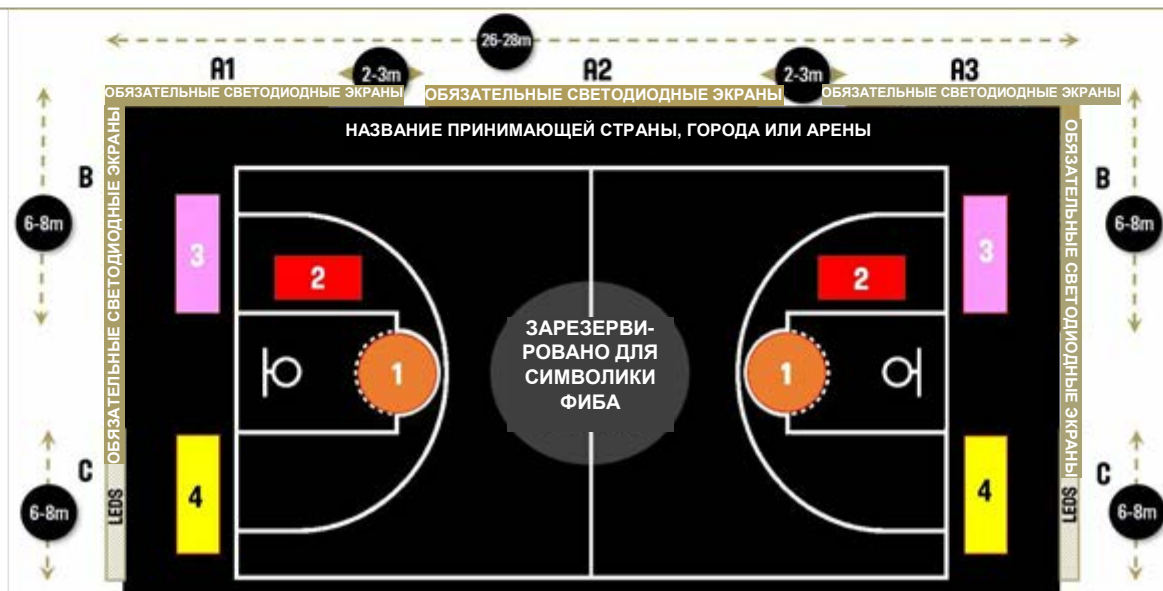 26-28m
A1
2-3m
A2
2-3m
A3
ОБЯЗАТЕЛЬНЫЕ СВЕТОДИОДНЫЕ ЭКРАНЫ
ОБЯЗАТЕЛЬНЫЕ СВЕТОДИОДНЫЕ ЭКРАНЫ
ОБЯЗАТЕЛЬНЫЕ СВЕТОДИОДНЫЕ ЭКРАНЫ
НАЗВАНИЕ ПРИНИМАЮЩЕЙ СТРАНЫ, ГОРОДА ИЛИ АРЕНЫ
ОБЯЗАТЕЛЬНЫЕ СВЕТОДИОДНЫЕ ЭКРАНЫ
ОБЯЗАТЕЛЬНЫЕ СВЕТОДИОДНЫЕ ЭКРАНЫ
B
B
6-8m
6-8m
3
3
2
2
ЗАРЕЗЕРВИ-
РОВАНО ДЛЯ
СИМВОЛИКИ
ФИБА
1
1
C
C
4
4
6-8m
6-8m
LEDS
LEDS